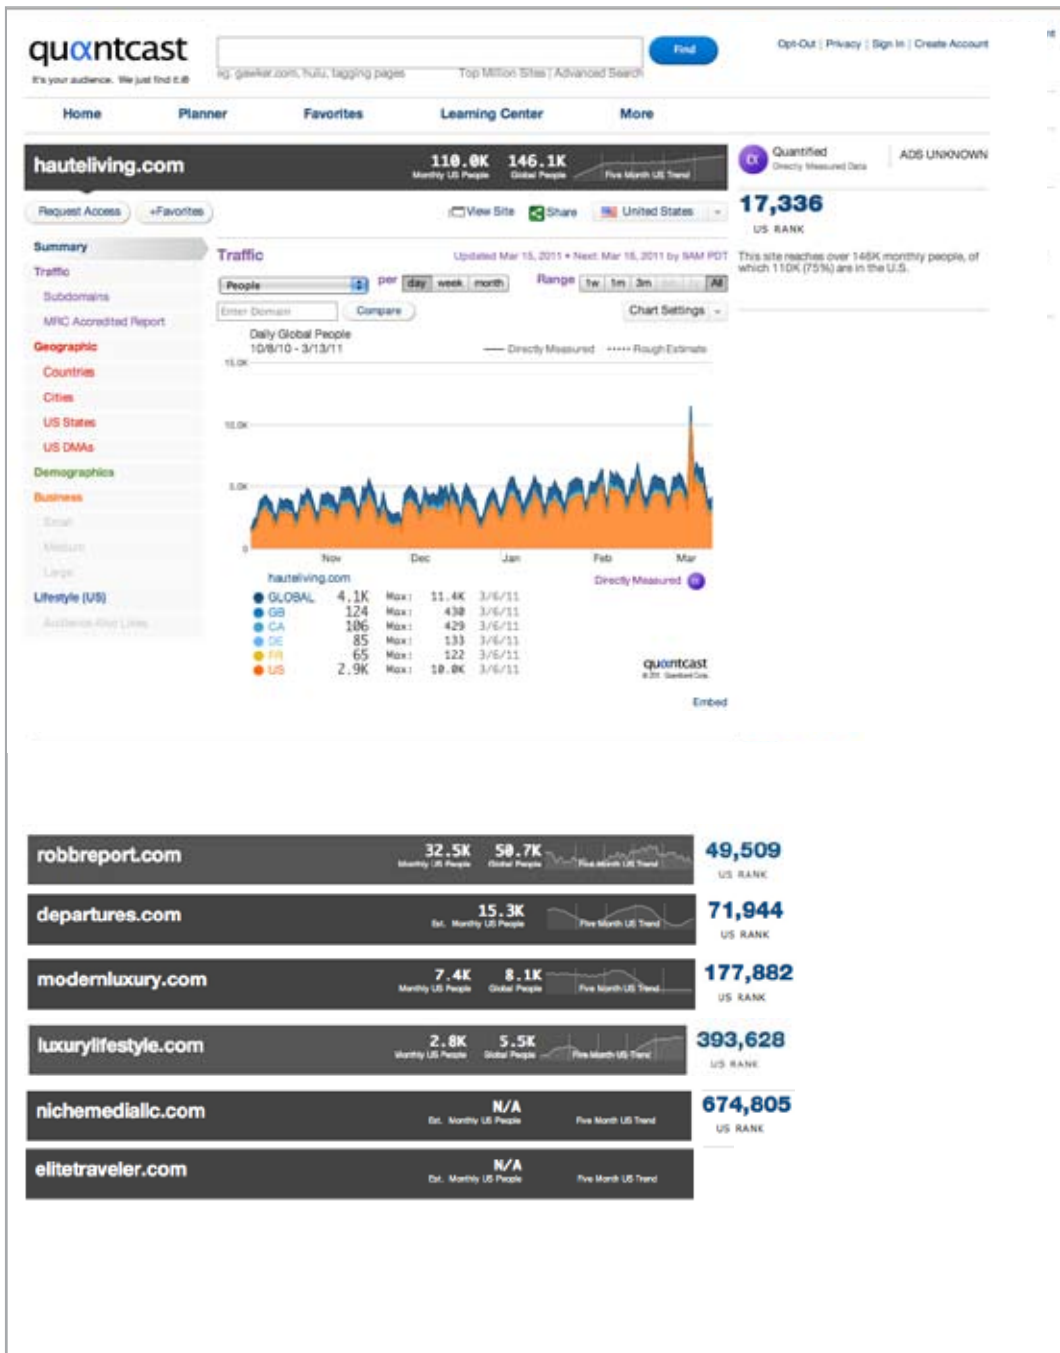 quantcast
It's your audience. We just find it.®
Find
Opt-Out | Privacy | Sign In | Create Account
eg. gawker.com, hulu, tagging pages
Top Million Sites | Advanced Search
Home Planner Favorites Learning Center More
hauteliving.com
110.0K 146.1K
Monthly US People Global People Five Month US Trend
Quantified
Directly Measured Data
ADS UNKNOWN
Request Access +Favorites
View Site Share United States
17,336
US RANK
This site reaches over 146K monthly people, of
which 110K (75%) are in the U.S.
Summary
Traffic
Subdomains
MRC Accredited Report
Geographic
Countries
Cities
US States
US DMAs
Demographics
Business
Email
Medium
Large
Lifestyle (US)
Audience Also Likes
Traffic
Updated Mar 15, 2011 • Next: Mar 16, 2011 by 9AM PDT
People per day week month Range 1w 1m 3m All
Enter Domain Compare Chart Settings
Daily Global People
10/8/10 - 3/13/11
Directly Measured Rough Estimate
15.0K
10.0K
5.0K
0
Nov Dec Jan Feb Mar
hauteliving.com
Directly Measured
GLOBAL 4.1K Max: 11.4K 3/6/11
GB 124 Max: 430 3/6/11
CA 106 Max: 429 3/6/11
DE 85 Max: 133 3/6/11
FR 65 Max: 122 3/6/11
US 2.9K Max: 10.0K 3/6/11
quantcast
Quantcast Corp.
Embed
robbreport.com
32.5K 50.7K
Monthly US People Global People Five Month US Trend
49,509
US RANK
departures.com
15.3K
Est. Monthly US People Five Month US Trend
71,944
US RANK
modernluxury.com
7.4K 8.1K
Monthly US People Global People Five Month US Trend
177,882
US RANK
luxurylifestyle.com
2.8K 5.5K
Monthly US People Global People Five Month US Trend
393,628
US RANK
nichemediallc.com
N/A
Est. Monthly US People Five Month US Trend
674,805
US RANK
elitetraveler.com
N/A
Est. Monthly US People Five Month US Trend